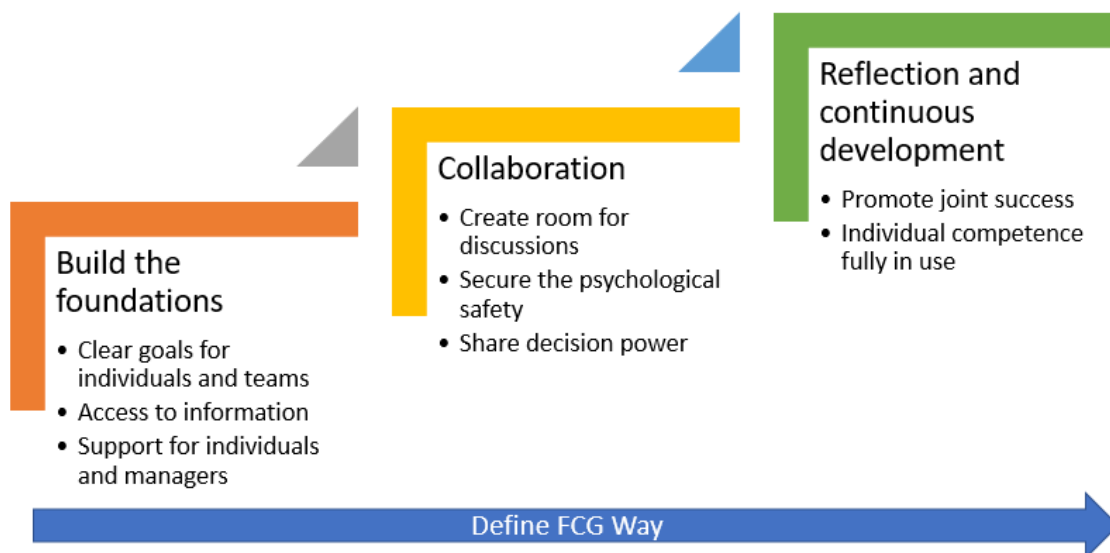 Build the
foundations
• Clear goals for
individuals and teams
• Access to information
• Support for individuals
and managers
Collaboration
• Create room for
discussions
• Secure the psychological
safety
• Share decision power
Reflection and
continuous
development
• Promote joint success
• Individual competence
fully in use
Define FCG Way